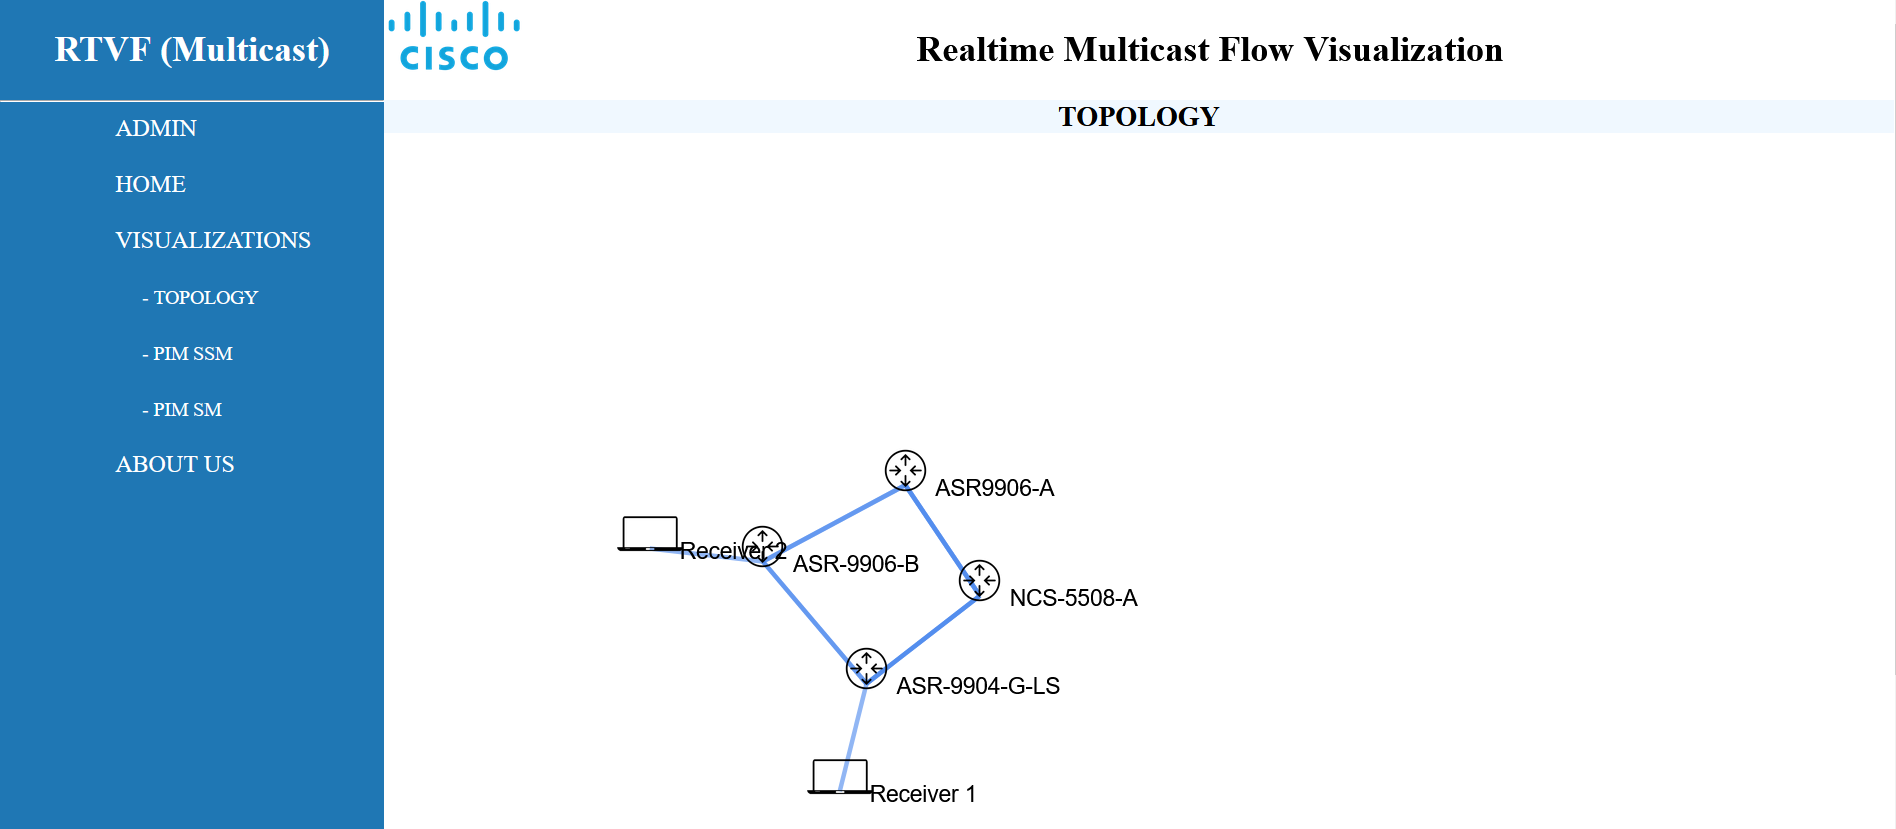 RTVF (Multicast)
CISCO
Realtime Multicast Flow Visualization
TOPOLOGY
ADMIN
HOME
VISUALIZATIONS
- TOPOLOGY
- PIM SSM
- PIM SM
ABOUT US
ASR9906-A
Receiver 2
ASR-9906-B
NCS-5508-A
ASR-9904-G-LS
Receiver 1